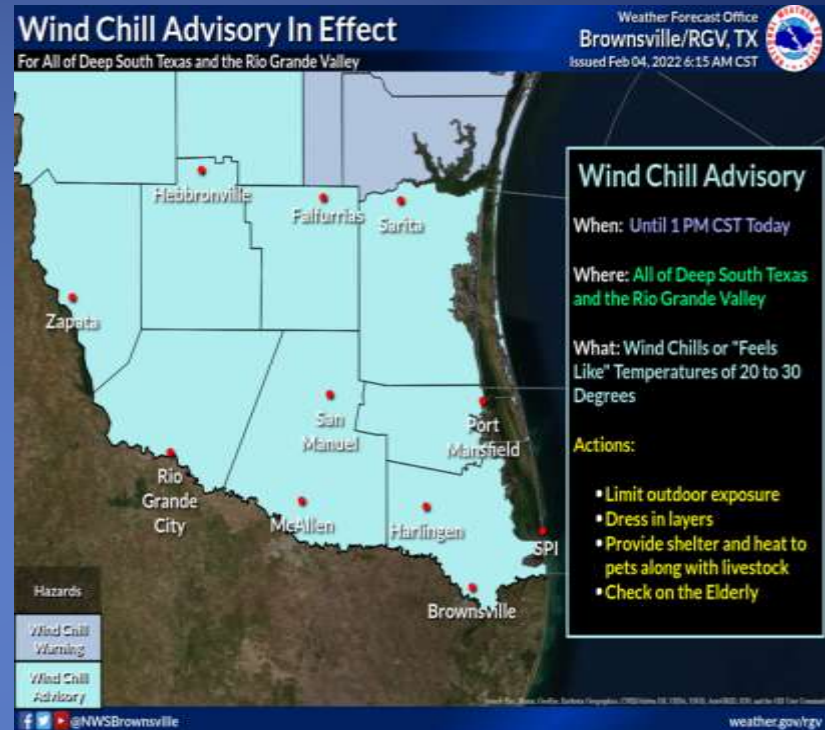 Wind Chill Advisory In Effect
For All of Deep South Texas and the Rio Grande Valley
Weather Forecast Office
Brownsville/RGV, TX
Issued Feb 04, 2022 6:15 AM CST
Hebbronville
Falfurrias
Sarita
Zapata
San
Manuel
Port
Mansfield
Rio
Grande
City
McAllen
Harlingen
SPI
Brownsville
Wind Chill Advisory
When: Until 1 PM CST Today
Where: All of Deep South Texas
and the Rio Grande Valley
What: Wind Chills or "Feels
Like" Temperatures of 20 to 30
Degrees
Actions:
• Limit outdoor exposure
• Dress in layers
• Provide shelter and heat to
pets along with livestock
• Check on the Elderly
Hazards
Wind Chill
Warning
Wind Chill
Advisory
@NWSBrownsville
weather.gov/rgv